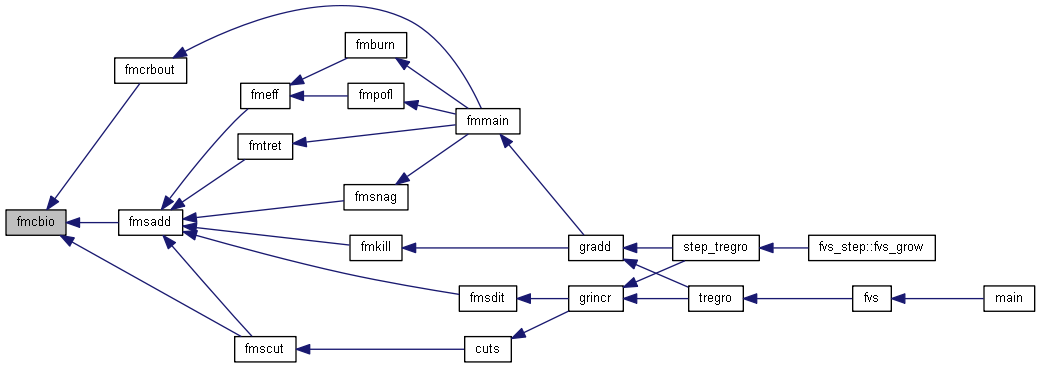 fmburn
fmcrbout
fmeff
fmpofl
fmmain
fmtret
fmsnag
fmcbio
fmsadd
fmkill
gradd
step_tregro
fvs_step::fvs_grow
fmsdit
grincr
tregro
fvs
main
fmscut
cuts